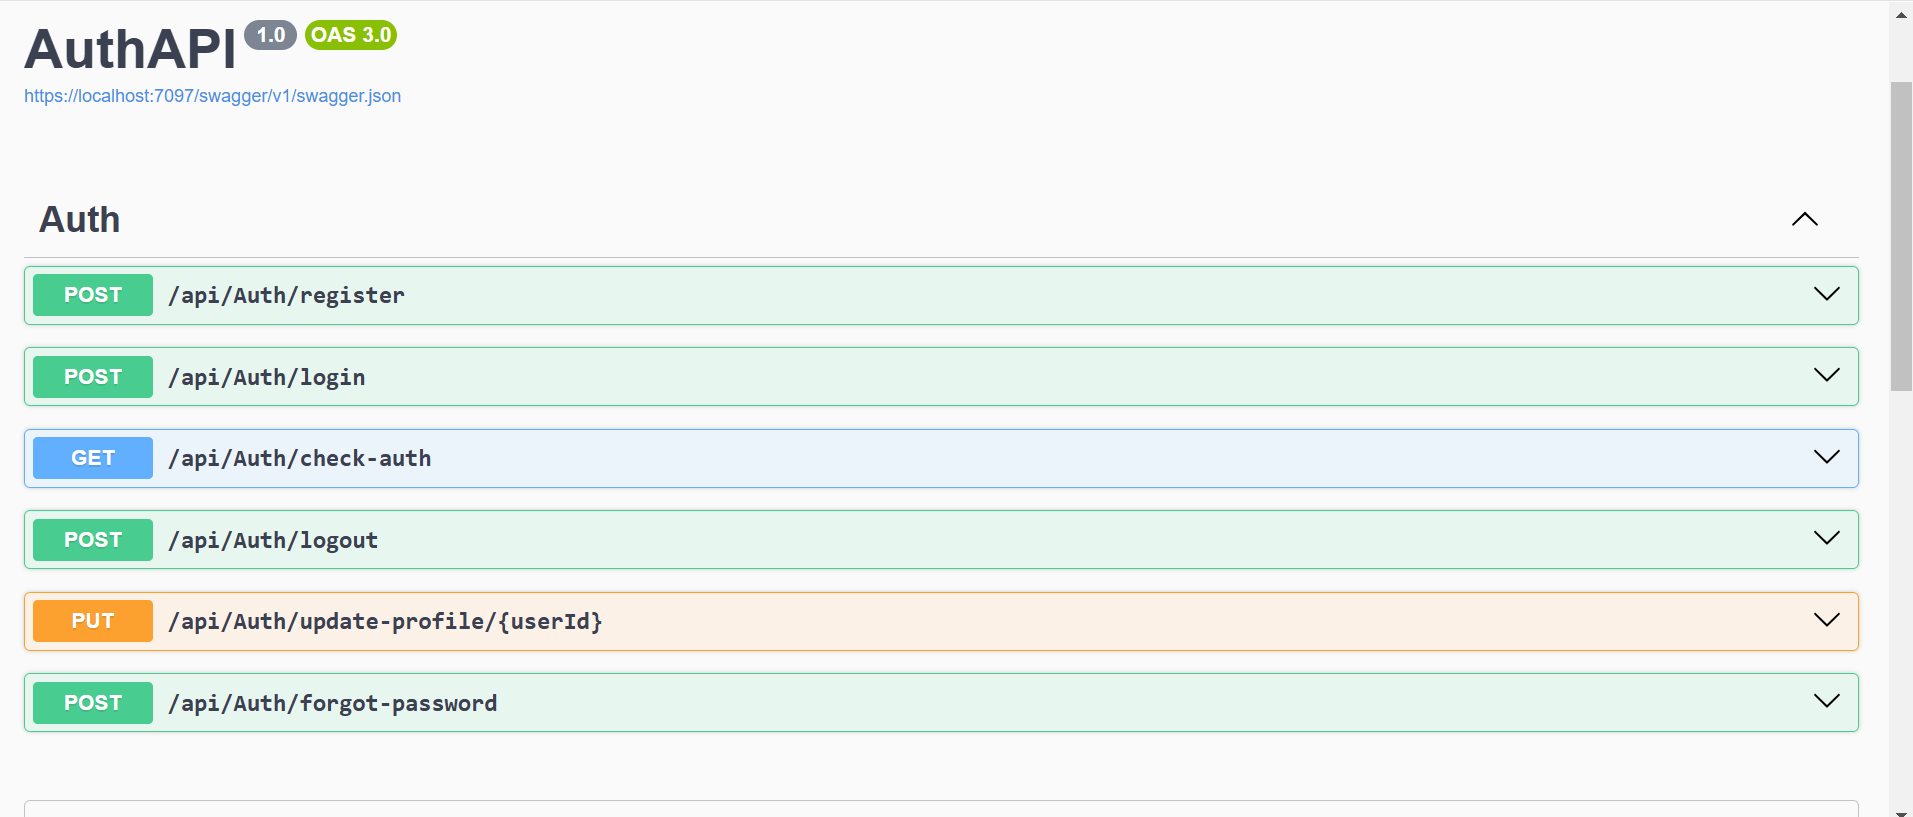 AuthAPI 1.0 OAS 3.0
https://localhost:7097/swagger/v1/swagger.json
Auth
POST /api/Auth/register
POST /api/Auth/login
GET /api/Auth/check-auth
POST /api/Auth/logout
PUT /api/Auth/update-profile/{userId}
POST /api/Auth/forgot-password